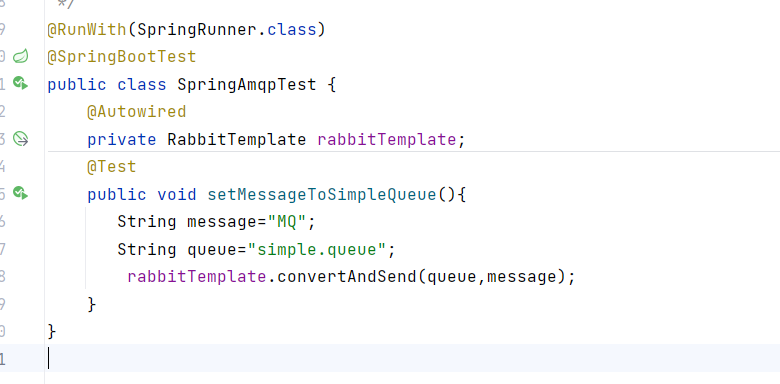 */
@RunWith(SpringRunner.class)
@SpringBootTest
public class SpringAmqpTest {
    @Autowired
    private RabbitTemplate rabbitTemplate;
    @Test
    public void setMessageToSimpleQueue(){
       String message="MQ";
       String queue="simple.queue";
        rabbitTemplate.convertAndSend(queue,message);
    }
}